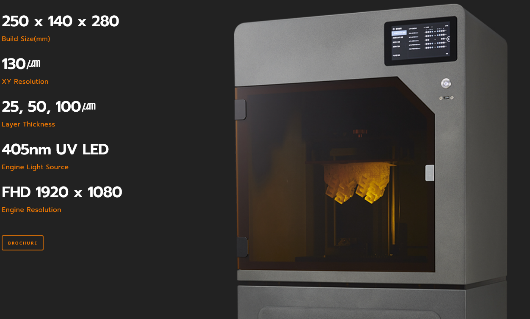 250 x 140 x 280
Build Size(mm)
130㎛
XY Resolution
25, 50, 100㎛
Layer Thickness
405nm UV LED
Engine Light Source
FHD 1920 x 1080
Engine Resolution
BROCHURE